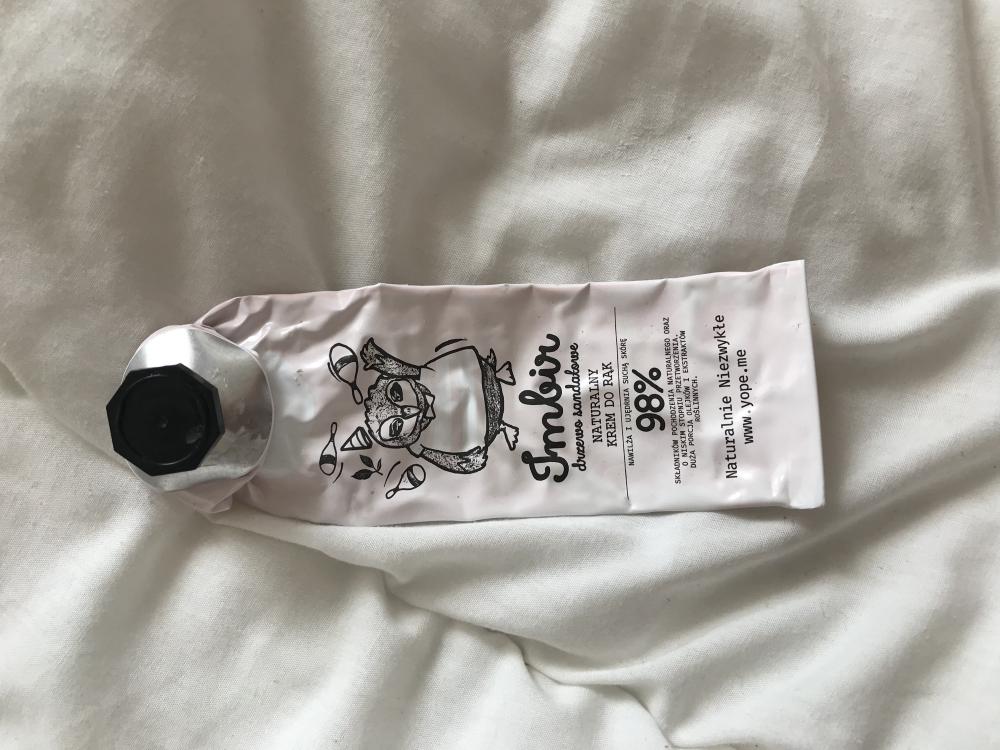 Imbir
drzewo sandałowe
NATURALNY
KREM DO RĄK
NAWILŻA I UJĘDRNIA SUCHĄ SKÓRĘ
98%
SKŁADNIKÓW POCHODZENIA NATURALNEGO ORAZ
O NISKIM STOPNIU PRZETWORZENIA.
DUŻA PORCJA OLEJKÓW I EKSTRAKTÓW
ROŚLINNYCH.
Naturalnie Niezwykłe
www.yope.me